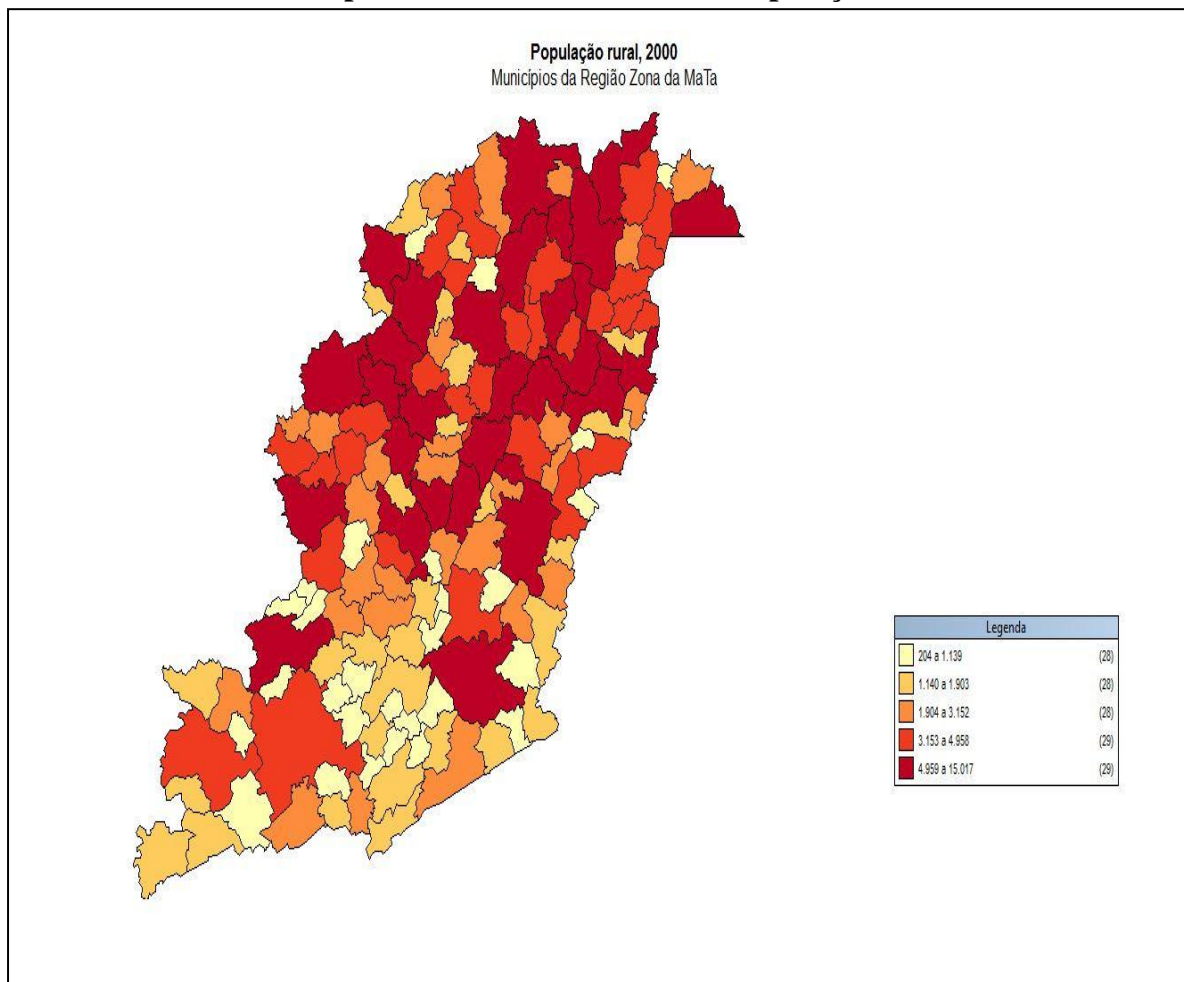 População rural, 2000
Municípios da Região Zona da MaTa
Legenda
204 a 1.139 (28)
1.140 a 1.903 (28)
1.904 a 3.152 (28)
3.153 a 4.958 (29)
4.959 a 15.017 (29)